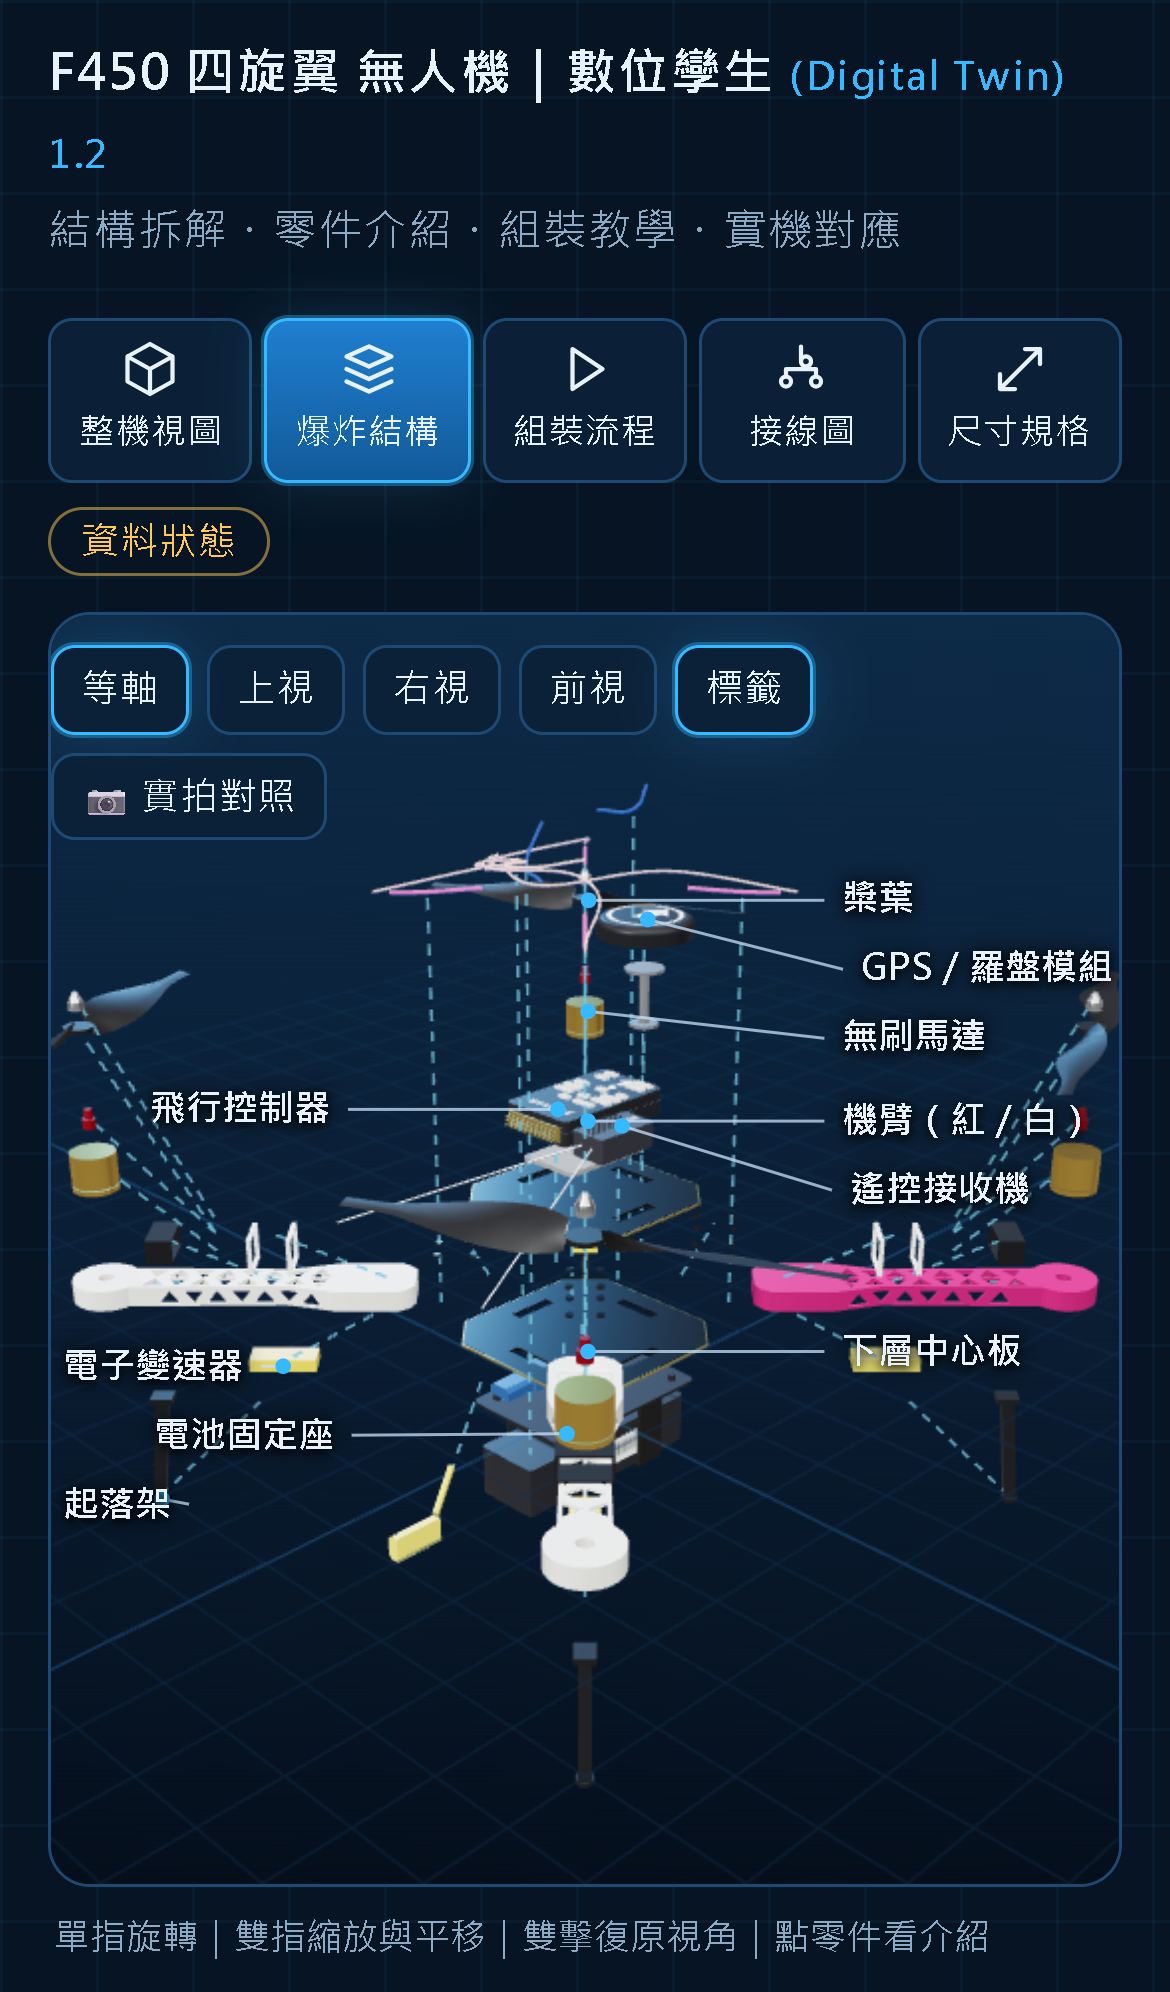 F450 四旋翼 無人機 | 數位孿生 (Digital Twin)
1.2
結構拆解 · 零件介紹 · 組裝教學 · 實機對應
整機視圖
爆炸結構
組裝流程
接線圖
尺寸規格
資料狀態
等軸
上視
右視
前視
標籤
實拍對照
槳葉
GPS / 羅盤模組
無刷馬達
飛行控制器
機臂 ( 紅 / 白 )
遙控接收機
下層中心板
電子變速器
電池固定座
起落架
單指旋轉 | 雙指縮放與平移 | 雙擊復原視角 | 點零件看介紹